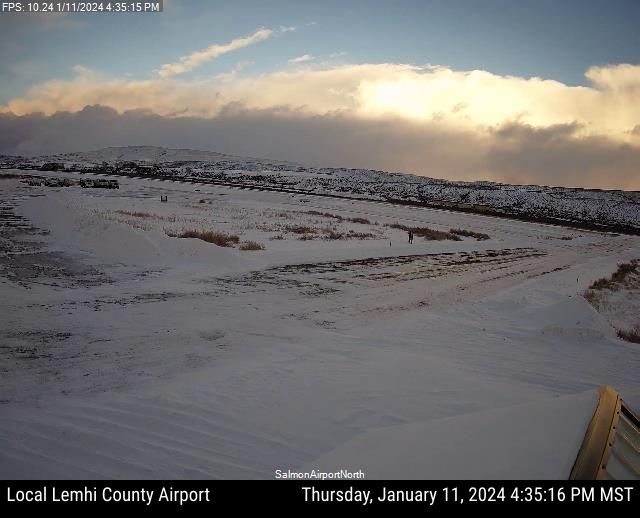 FPS: 10.24 1/11/2024 4:35:15 PM
SalmonAirportNorth
Local Lemhi County Airport Thursday, January 11, 2024 4:35:16 PM MST